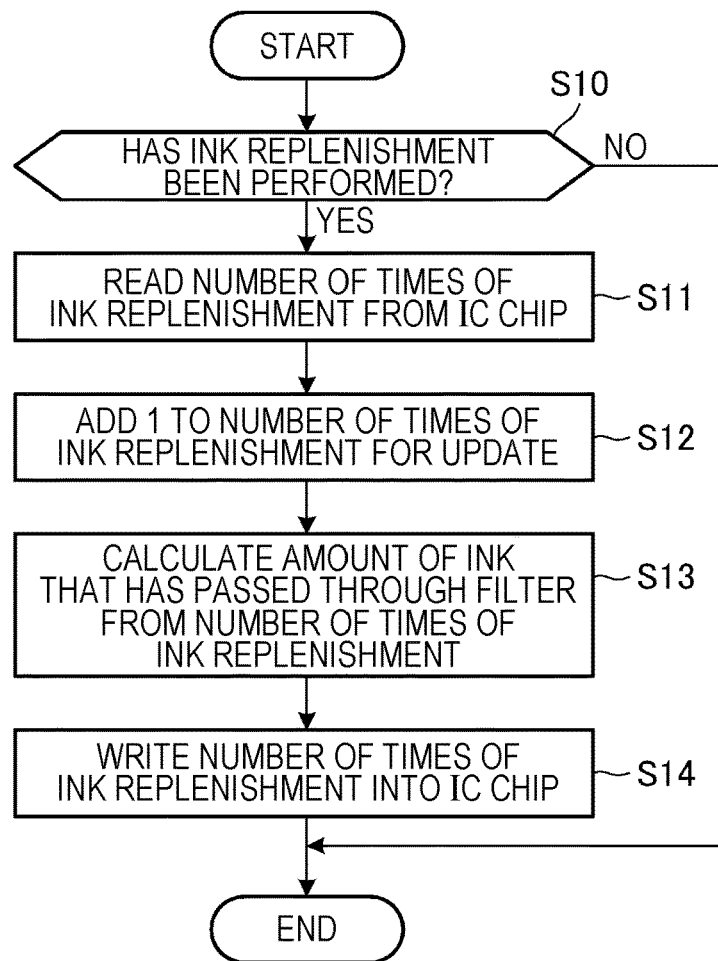 START
S10
HAS INK REPLENISHMENT
BEEN PERFORMED?
NO
YES
READ NUMBER OF TIMES OF
INK REPLENISHMENT FROM IC CHIP
S11
ADD 1 TO NUMBER OF TIMES OF
INK REPLENISHMENT FOR UPDATE
S12
CALCULATE AMOUNT OF INK
THAT HAS PASSED THROUGH FILTER
FROM NUMBER OF TIMES OF
INK REPLENISHMENT
S13
WRITE NUMBER OF TIMES OF
INK REPLENISHMENT INTO IC CHIP
S14
END